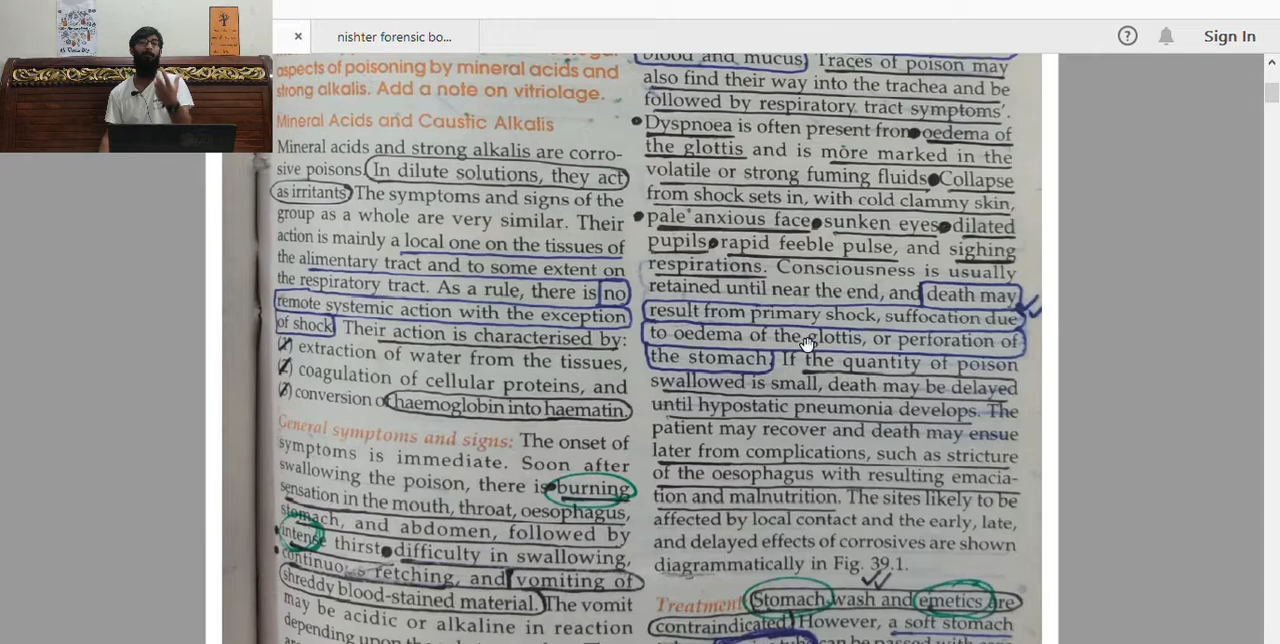 nishter forensic bo...
Sign In
aspects of poisoning by mineral acids and
strong alkalis. Add a note on vitriolage.
Mineral Acids and Caustic Alkalis
Mineral acids and strong alkalis are corro-
sive poisons. In dilute solutions, they act
as irritants. The symptoms and signs of the
group as a whole are very similar. Their
action is mainly a local one on the tissues of
the alimentary tract and to some extent on
the respiratory tract. As a rule, there is no
remote systemic action with the exception
of shock. Their action is characterised by:
extraction of water from the tissues,
coagulation of cellular proteins, and
conversion of haemoglobin into haematin.
General symptoms and signs: The onset of
symptoms is immediate. Soon after
swallowing the poison, there is burning
sensation in the mouth, throat, oesophagus,
stomach, and abdomen, followed by
intense thirst, difficulty in swallowing,
continuous retching, and vomiting of
shreddy blood-stained material. The vomit
may be acidic or alkaline in reaction
depending upon the
blood and mucus. Traces of poison may
also find their way into the trachea and be
followed by respiratory tract symptoms'.
Dyspnoea is often present from oedema of
the glottis and is more marked in the
volatile or strong fuming fluids. Collapse
from shock sets in, with cold clammy skin,
pale anxious face, sunken eyes, dilated
pupils, rapid feeble pulse, and sighing
respirations. Consciousness is usually
retained until near the end, and death may
result from primary shock, suffocation due
to oedema of the glottis, or perforation of
the stomach. If the quantity of poison
swallowed is small, death may be delayed
until hypostatic pneumonia develops. The
patient may recover and death may ensue
later from complications, such as stricture
of the oesophagus with resulting emacia-
tion and malnutrition. The sites likely to be
affected by local contact and the early, late,
and delayed effects of corrosives are shown
diagrammatically in Fig. 39.1.
Treatment Stomach wash and emetics are
contraindicated. However, a soft stomach
can be passed with